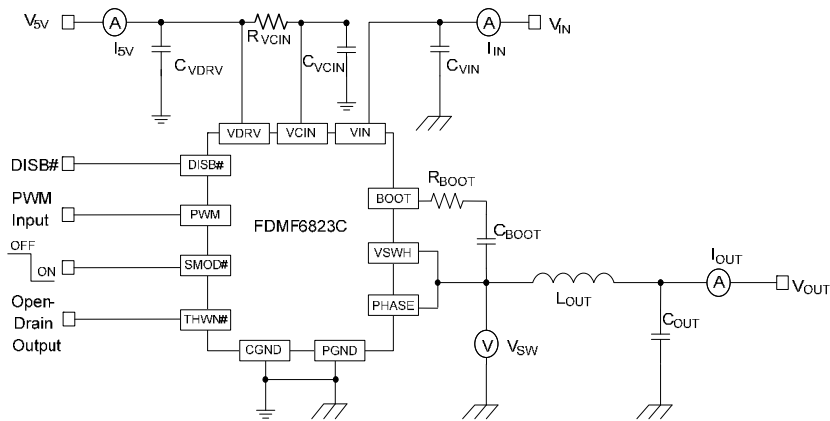 V5V
A
I5V
RVCIN
CVDRV
CVCIN
CVIN
A
IIN
VIN
VDRV
VCIN
VIN
DISB#
DISB#
PWM
Input
PWM
OFF
ON
SMOD#
Open-
Drain
Output
THWN#
FDMF6823C
BOOT
RBOOT
CBOOT
VSWH
PHASE
CGND
PGND
V
VSW
LOUT
COUT
IOUT
A
VOUT